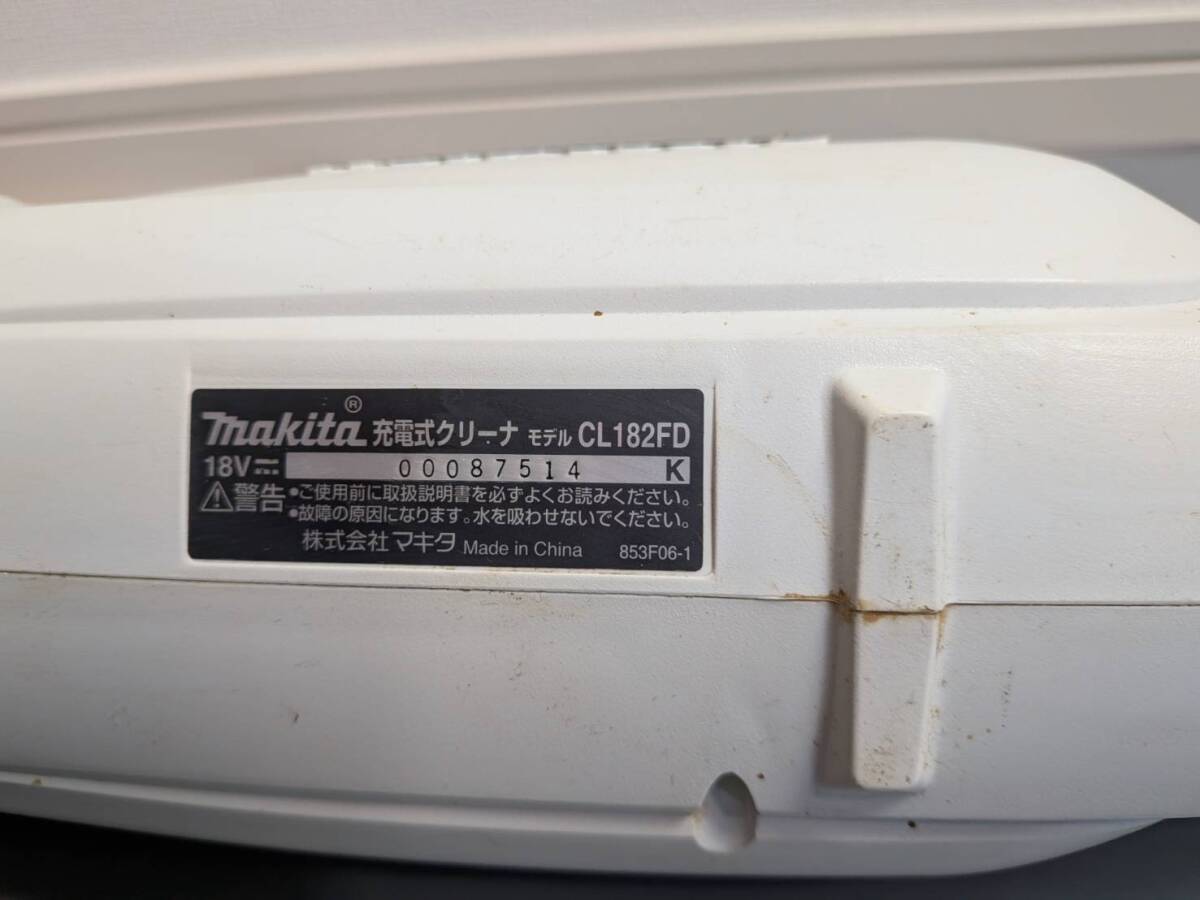 makita® 充電式クリーナ モデル CL182FD
18V⎓ 00087514 K
⚠警告 •ご使用前に取扱説明書を必ずよくお読みください。
•故障の原因になります。水を吸わせないでください。
株式会社マキタ Made in China 853F06-1